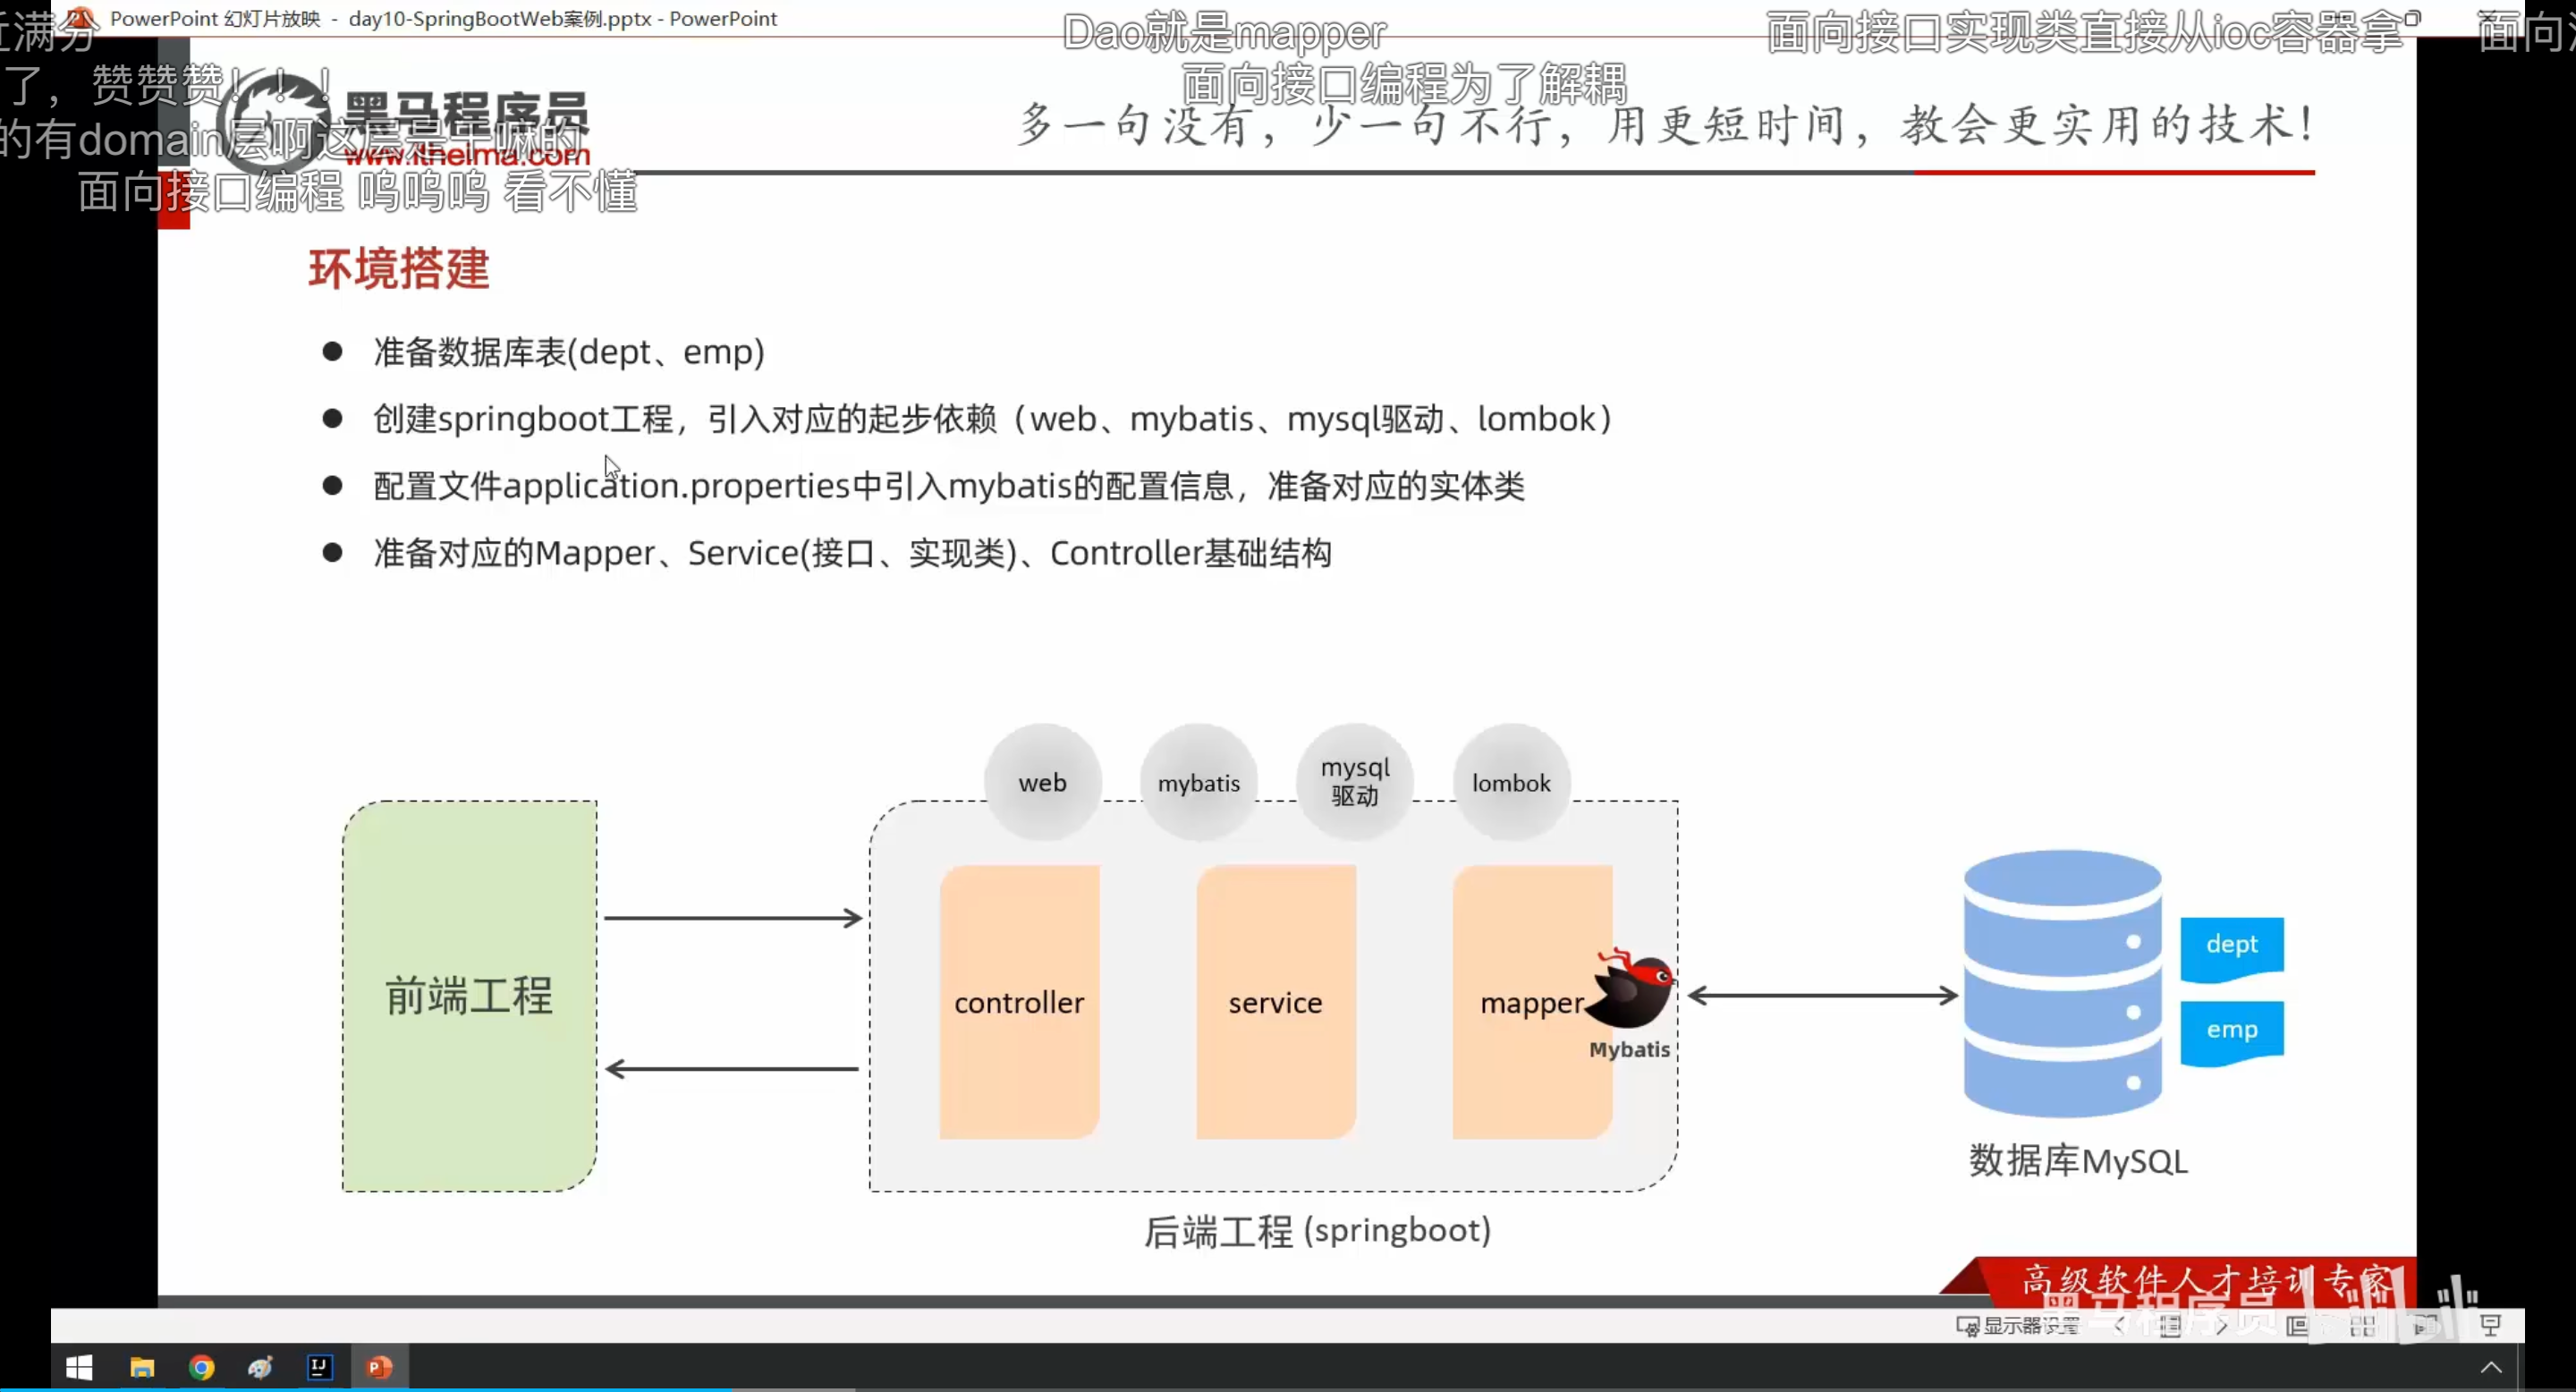 PowerPoint 幻灯片放映 - day10-SpringBootWeb案例.pptx - PowerPoint
Dao就是mapper
面向接口实现类直接从ioc容器拿
面向
满分
了，赞赞赞！！！
面向接口编程为了解耦
黑马程序员
www.itheima.com
多一句没有，少一句不行，用更短时间，教会更实用的技术！
的有domain层啊这层是干嘛的
面向接口编程 呜呜呜 看不懂
环境搭建
准备数据库表(dept、emp)
创建springboot工程，引入对应的起步依赖（web、mybatis、mysql驱动、lombok）
配置文件application.properties中引入mybatis的配置信息，准备对应的实体类
准备对应的Mapper、Service(接口、实现类)、Controller基础结构
web
mybatis
mysql
驱动
lombok
前端工程
controller
service
mapper
Mybatis
dept
emp
数据库MySQL
后端工程 (springboot)
高级软件人才培训专家
黑马程序员
显示器设置